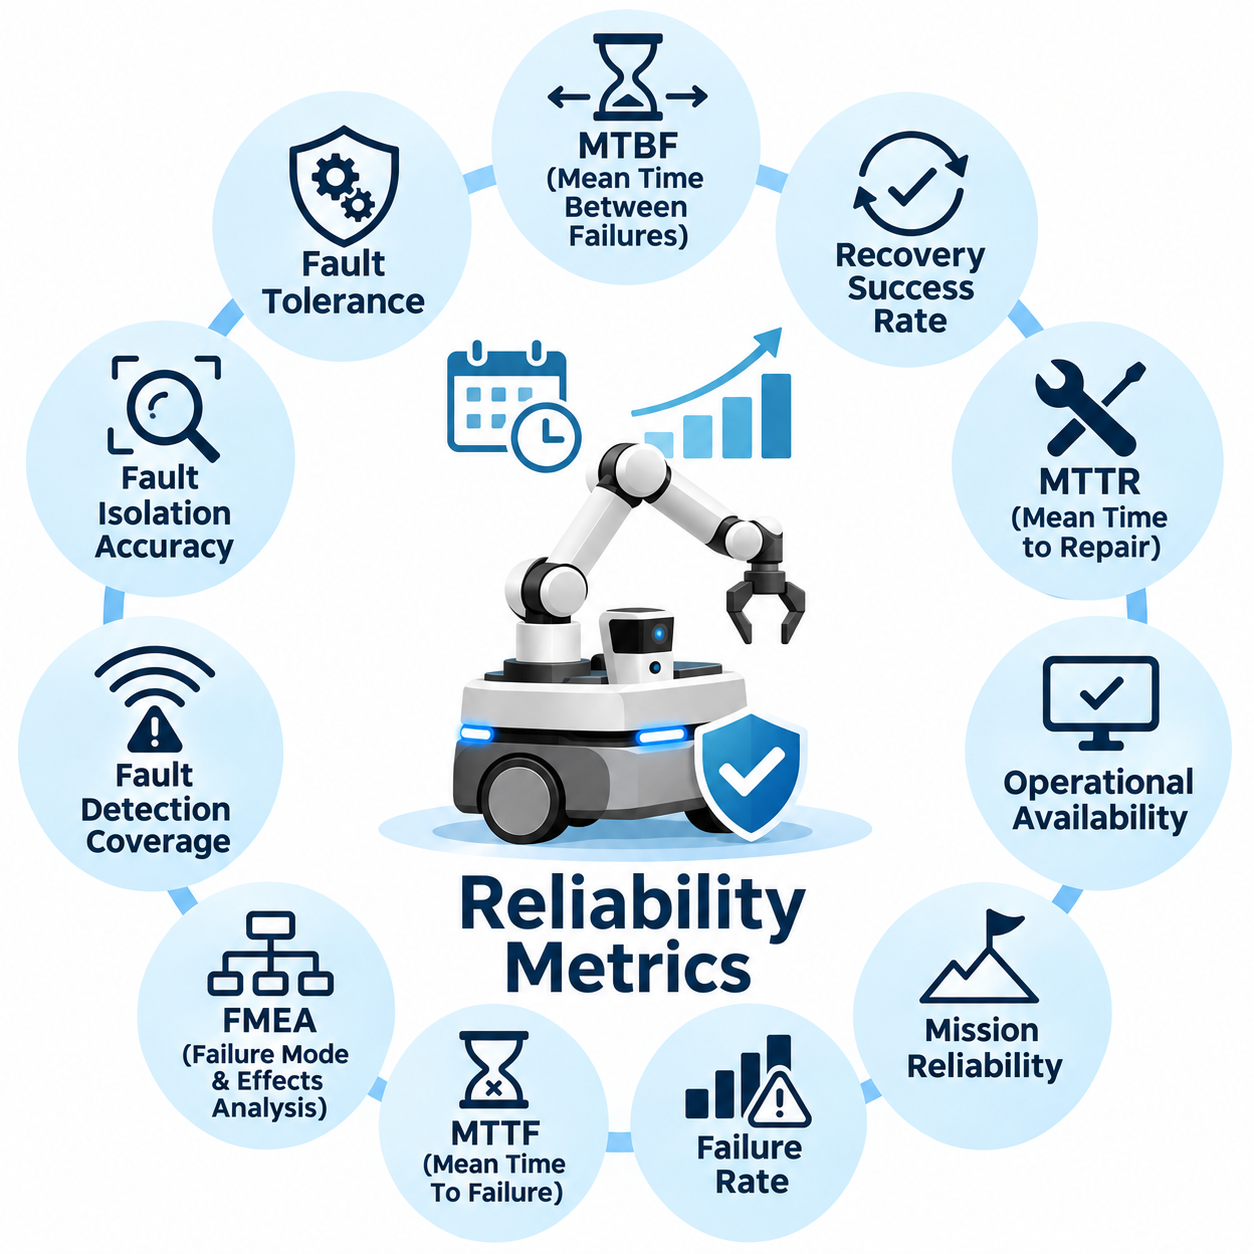 MTBF
(Mean Time
Between
Failures)
Recovery
Success
Rate
MTTR
(Mean Time
to Repair)
Operational
Availability
Mission
Reliability
Failure
Rate
MTTF
(Mean Time
To Failure)
FMEA
(Failure Mode
& Effects
Analysis)
Fault
Detection
Coverage
Fault
Isolation
Accuracy
Fault
Tolerance
Reliability
Metrics